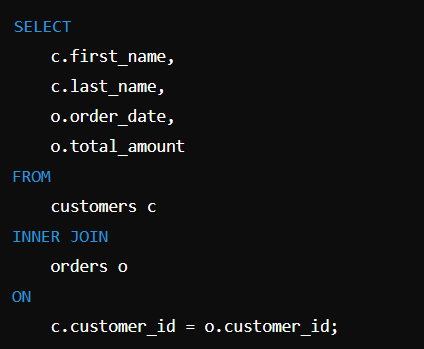 SELECT
    c.first_name,
    c.last_name,
    o.order_date,
    o.total_amount
FROM
    customers c
INNER JOIN
    orders o
ON
    c.customer_id = o.customer_id;